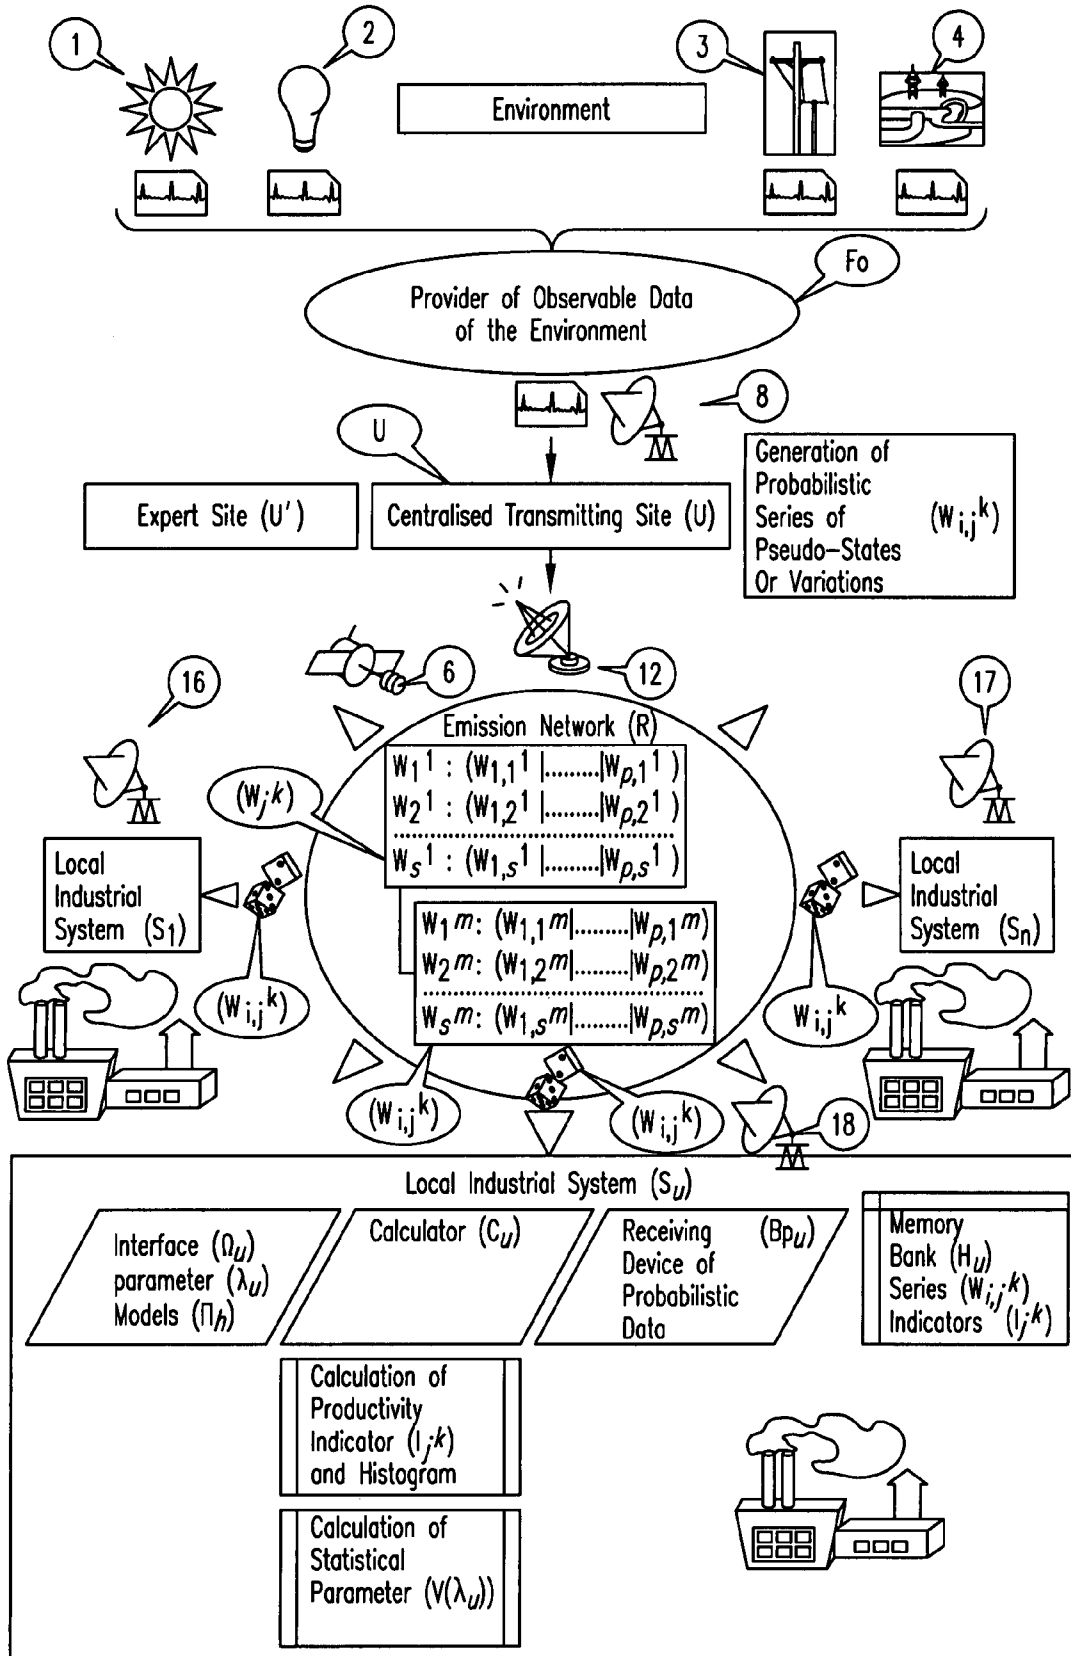 1
2
3
4
Environment
Fo
Provider of Observable Data
of the Environment
8
U
Expert Site (U')
Centralised Transmitting Site (U)
Generation of
Probabilistic
Series of (W i,j k)
Pseudo-States
Or Variations
16
6
12
17
Emission Network (R)
W1 1 : (W1,1 1 |.........|Wp,1 1 )
(Wj k)
W2 1 : (W1,2 1 |.........|Wp,2 1 )
Ws 1 : (W1,s 1 |.........|Wp,s 1 )
Local
Industrial
System (S1)
Local
Industrial
System (Sn)
W1 m: (W1,1 m|.........|Wp,1 m)
W2 m: (W1,2 m|.........|Wp,2 m)
Ws m: (W1,s m|.........|Wp,s m)
(W i,j k)
W i,j k
(W i,j k)
(W i,j k)
18
Local Industrial System (Su)
Interface (Ωu)
parameter (λu)
Models (Πh)
Calculator (Cu)
Receiving (Bpu)
Device of
Probabilistic
Data
Memory
Bank (Hu)
Series (Wi,j k)
Indicators (Ij k)
Calculation of
Productivity
Indicator (Ij k)
and Histogram
Calculation of
Statistical
Parameter (V(λu))